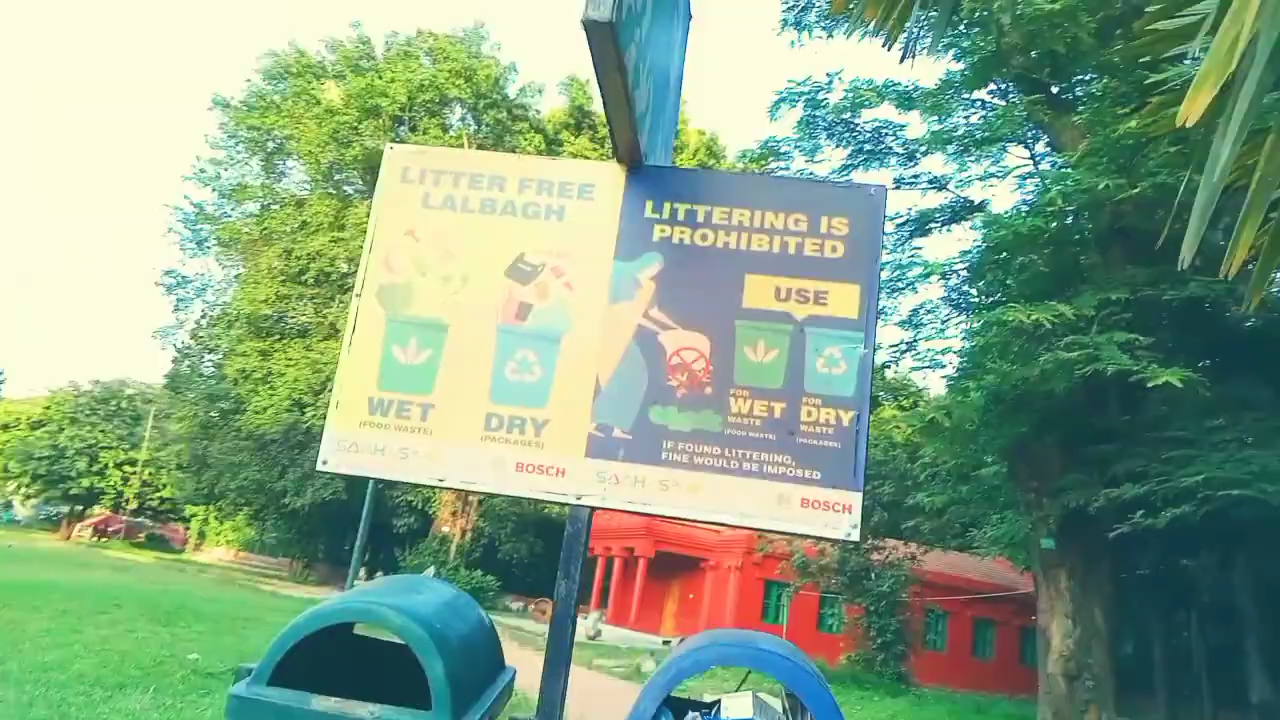 LITTER FREE
LALBAGH
WET
(FOOD WASTE)
DRY
(PACKAGES)
BOSCH
LITTERING IS
PROHIBITED
USE
FOR
WET
WASTE
(FOOD WASTE)
FOR
DRY
WASTE
(PACKAGES)
IF FOUND LITTERING,
FINE WOULD BE IMPOSED
BOSCH